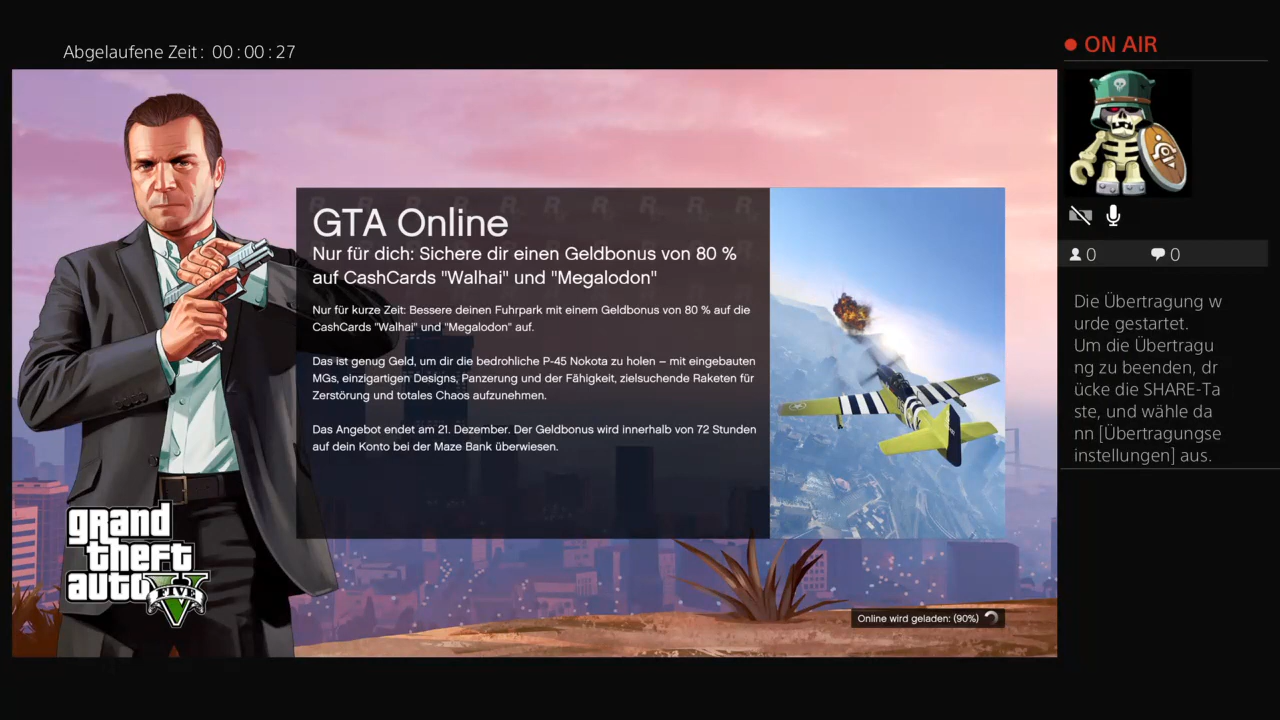 Abgelaufene Zeit: 00:00:27
ON AIR
GTA Online
Nur für dich: Sichere dir einen Geldbonus von 80 %
auf CashCards "Walhai" und "Megalodon"
Nur für kurze Zeit: Bessere deinen Fuhrpark mit einem Geldbonus von 80 % auf die
CashCards "Walhai" und "Megalodon" auf.
Das ist genug Geld, um dir die bedrohliche P-45 Nokota zu holen – mit eingebauten
MGs, einzigartigen Designs, Panzerung und der Fähigkeit, zielsuchende Raketen für
Zerstörung und totales Chaos aufzunehmen.
Das Angebot endet am 21. Dezember. Der Geldbonus wird innerhalb von 72 Stunden
auf dein Konto bei der Maze Bank überwiesen.
0 0
Die Übertragung w
urde gestartet.
Um die Übertragu
ng zu beenden, dr
ücke die SHARE-Ta
ste, und wähle da
nn [Übertragungse
instellungen] aus.
grand
theft
auto V
FIVE
Online wird geladen: (90%)